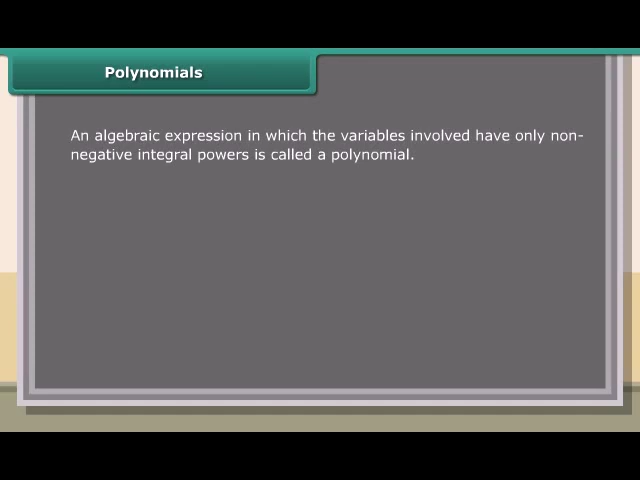 Polynomials
An algebraic expression in which the variables involved have only non-
negative integral powers is called a polynomial.